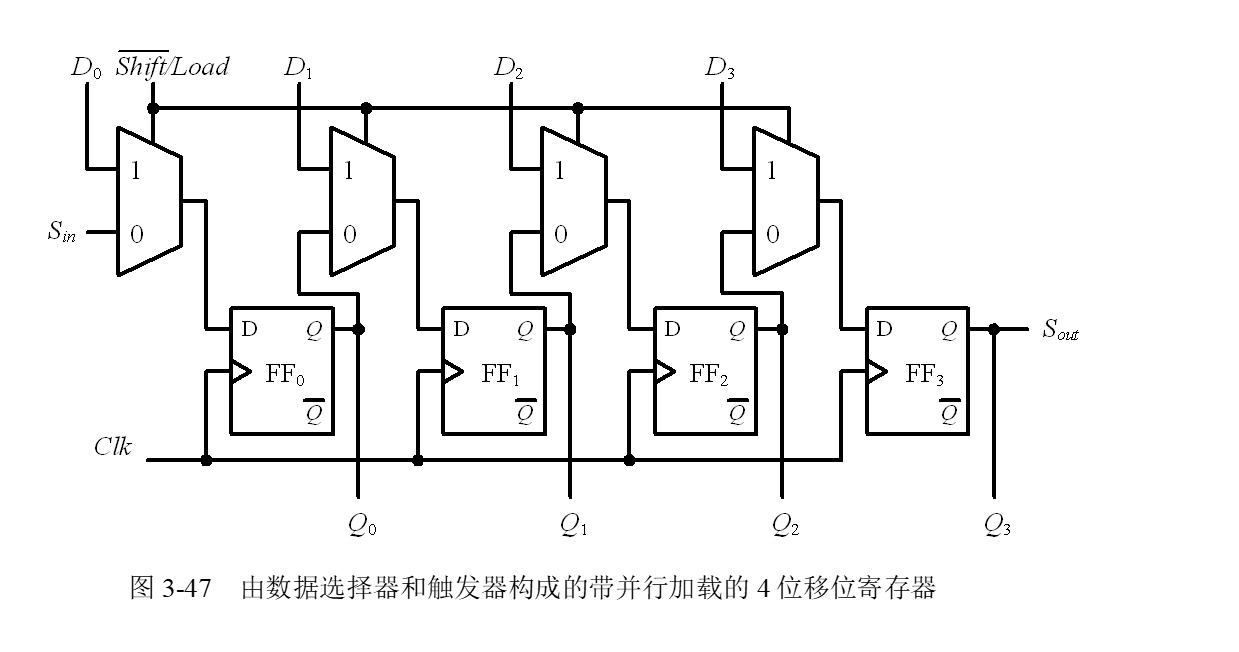 D0 Shift/Load D1 D2 D3
1 1 1 1
Sin 0 0 0 0
D Q D Q D Q D Q Sout
FF0 FF1 FF2 FF3
Q Q Q Q
Clk
Q0 Q1 Q2 Q3
图 3-47 由数据选择器和触发器构成的带并行加载的 4 位移位寄存器